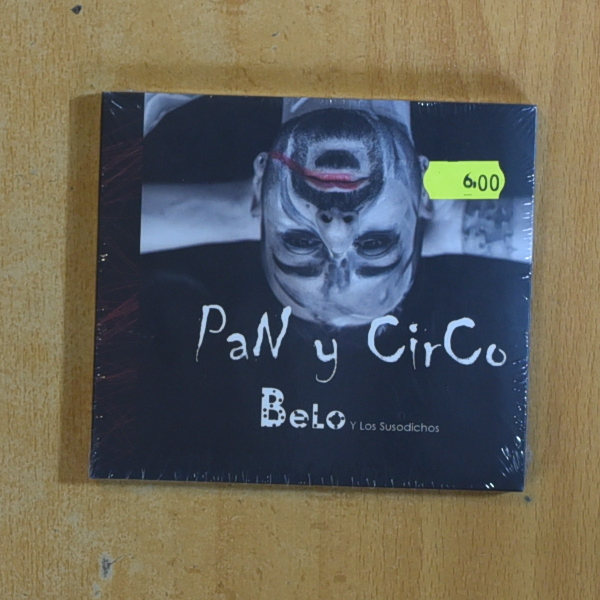 6,00
PaN y CirCo
BeLo Y Los Susodichos